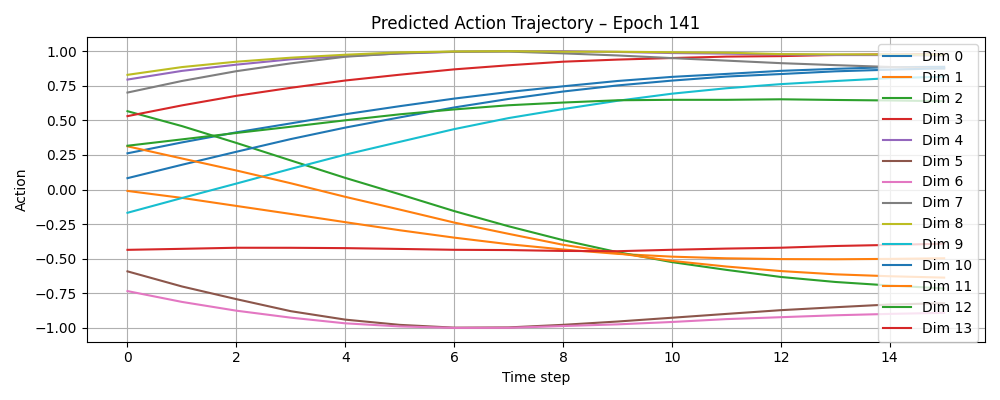 Predicted Action Trajectory – Epoch 141
Action
1.00
0.75
0.50
0.25
0.00
−0.25
−0.50
−0.75
−1.00
0 2 4 6 8 10 12 14
Time step
Dim 0
Dim 1
Dim 2
Dim 3
Dim 4
Dim 5
Dim 6
Dim 7
Dim 8
Dim 9
Dim 10
Dim 11
Dim 12
Dim 13